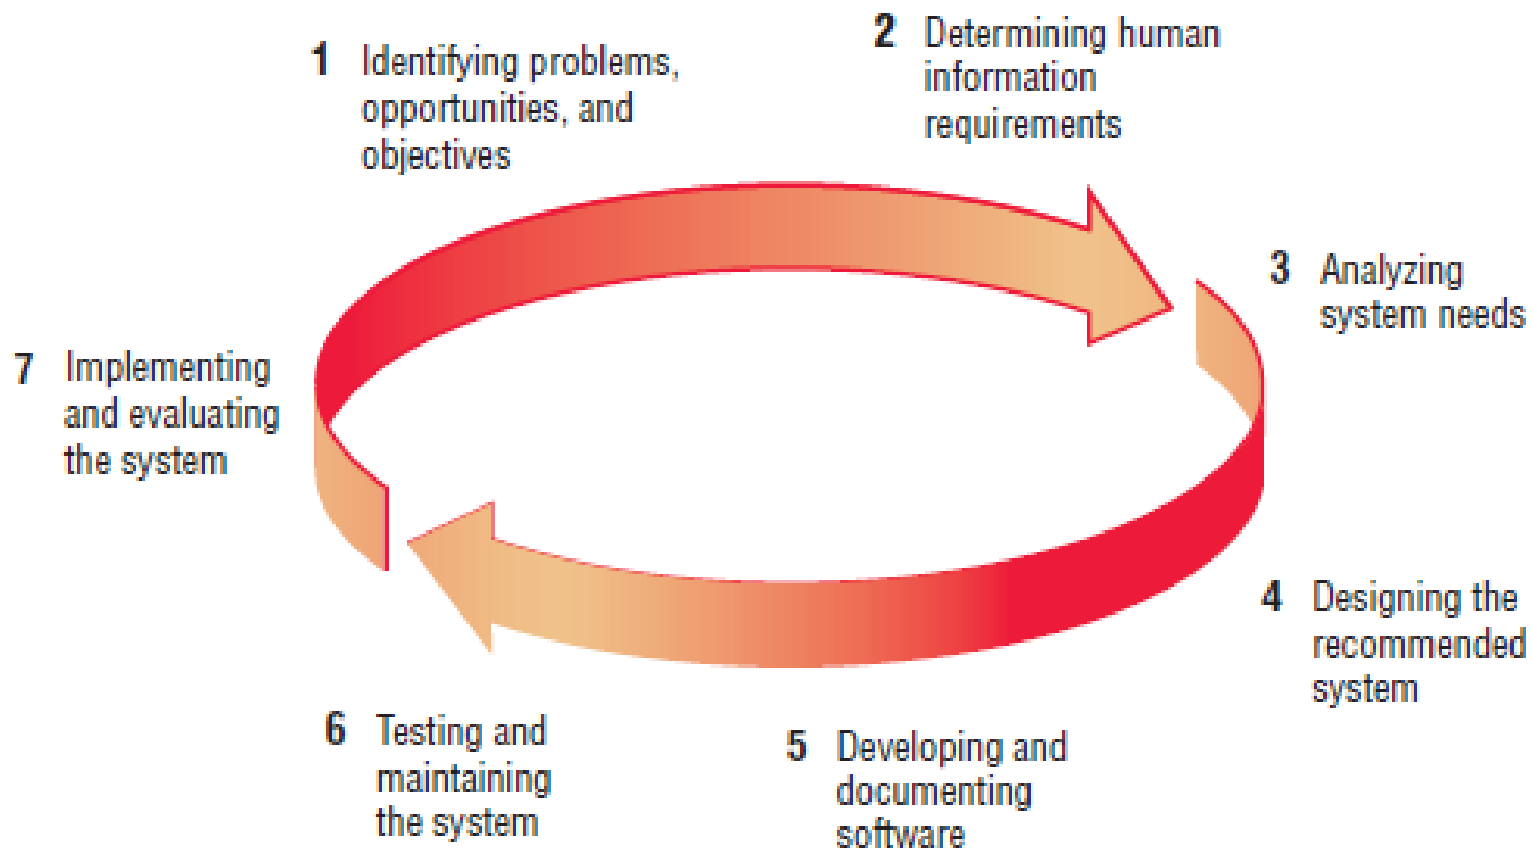 1 Identifying problems,
opportunities, and
objectives
2 Determining human
information
requirements
3 Analyzing
system needs
4 Designing the
recommended
system
5 Developing and
documenting
software
6 Testing and
maintaining
the system
7 Implementing
and evaluating
the system